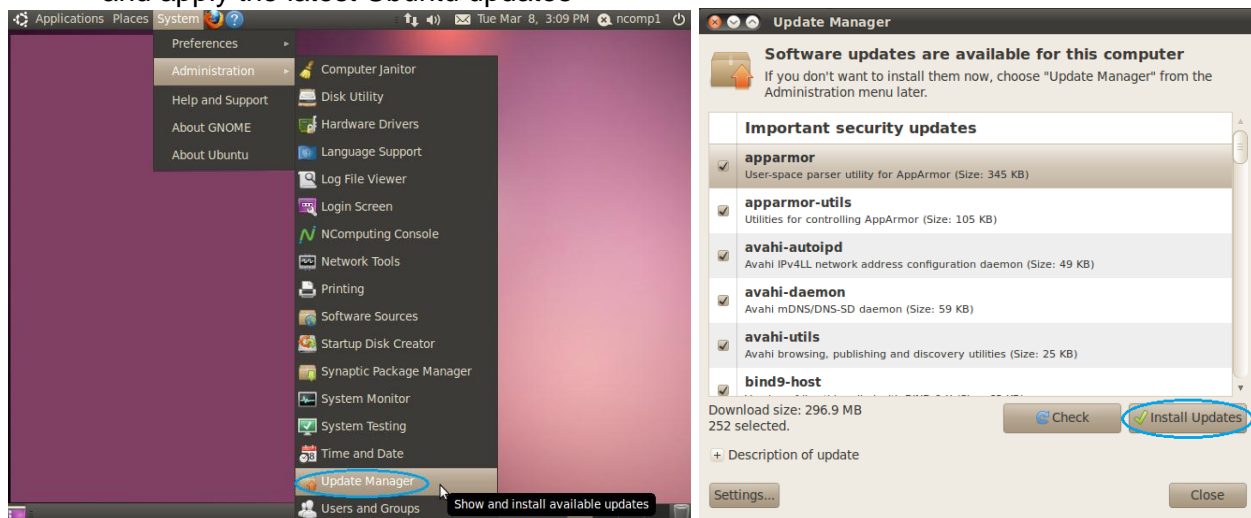 and apply the latest Ubuntu updates
Applications Places System Tue Mar 8, 3:09 PM ncomp1
Preferences
Administration
Help and Support
About GNOME
About Ubuntu
Computer Janitor
Disk Utility
Hardware Drivers
Language Support
Log File Viewer
Login Screen
NComputing Console
Network Tools
Printing
Software Sources
Startup Disk Creator
Synaptic Package Manager
System Monitor
System Testing
Time and Date
Update Manager
Users and Groups
Show and install available updates
Update Manager
Software updates are available for this computer
If you don't want to install them now, choose "Update Manager" from the
Administration menu later.
Important security updates
apparmor
User-space parser utility for AppArmor (Size: 345 KB)
apparmor-utils
Utilities for controlling AppArmor (Size: 105 KB)
avahi-autoipd
Avahi IPv4LL network address configuration daemon (Size: 49 KB)
avahi-daemon
Avahi mDNS/DNS-SD daemon (Size: 59 KB)
avahi-utils
Avahi browsing, publishing and discovery utilities (Size: 25 KB)
bind9-host
Download size: 296.9 MB
252 selected.
Check
Install Updates
Description of update
Settings...
Close